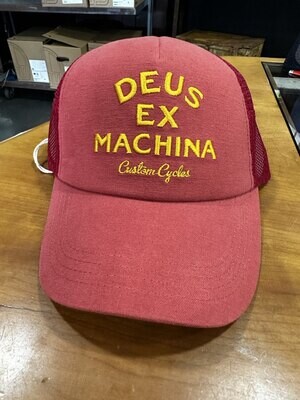 DEUS
EX
MACHINA
Custom Cycles